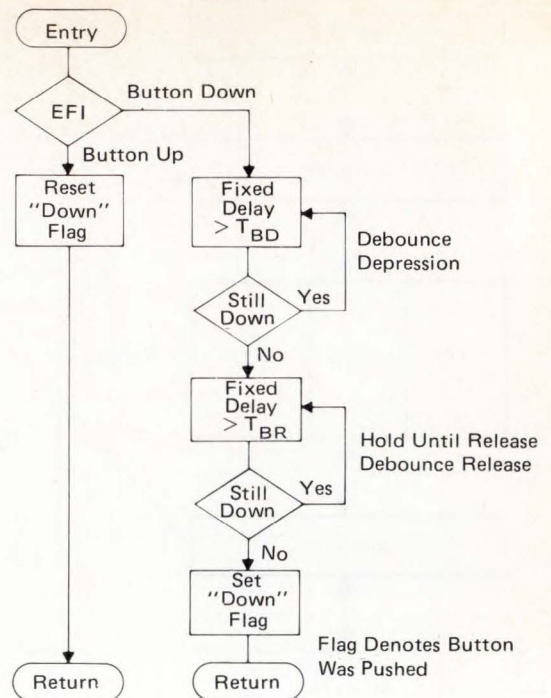 Entry
EFI
Button Down
Button Up
Reset
"Down"
Flag
Fixed
Delay
> TBD
Debounce
Depression
Still
Down
Yes
No
Fixed
Delay
> TBR
Hold Until Release
Debounce Release
Still
Down
Yes
No
Set
"Down"
Flag
Flag Denotes Button
Was Pushed
Return
Return